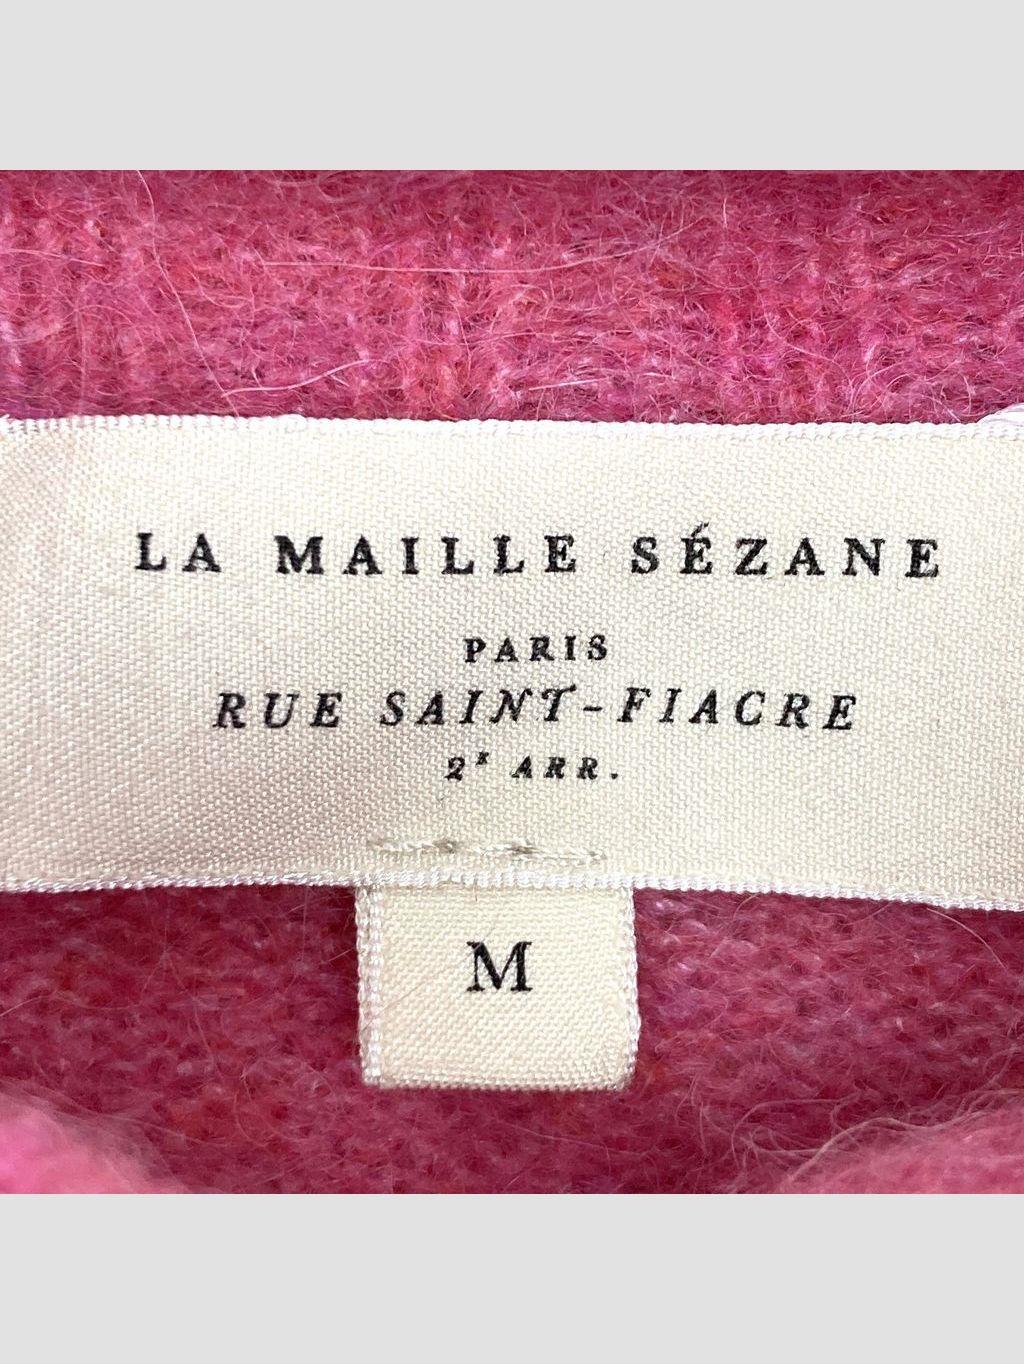 LA MAILLE SÉZANE
PARIS
RUE SAINT-FIACRE
2ᴱ ARR.
M